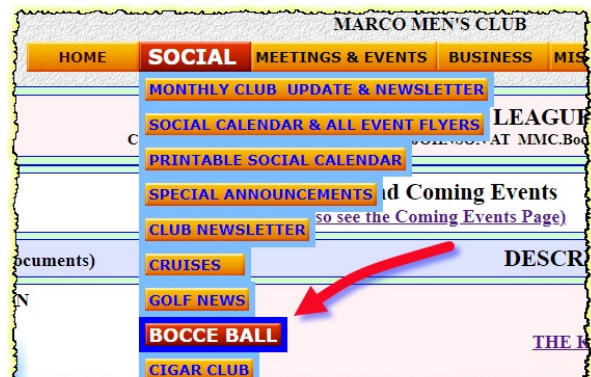 MARCO MEN'S CLUB
HOME SOCIAL MEETINGS & EVENTS BUSINESS
MONTHLY CLUB UPDATE & NEWSLETTER
SOCIAL CALENDAR & ALL EVENT FLYERS
PRINTABLE SOCIAL CALENDAR
SPECIAL ANNOUNCEMENTS
Coming Events
CLUB NEWSLETTER
so see the Coming Events Page)
CRUISES
GOLF NEWS
BOCCE BALL
THE
CIGAR CLUB